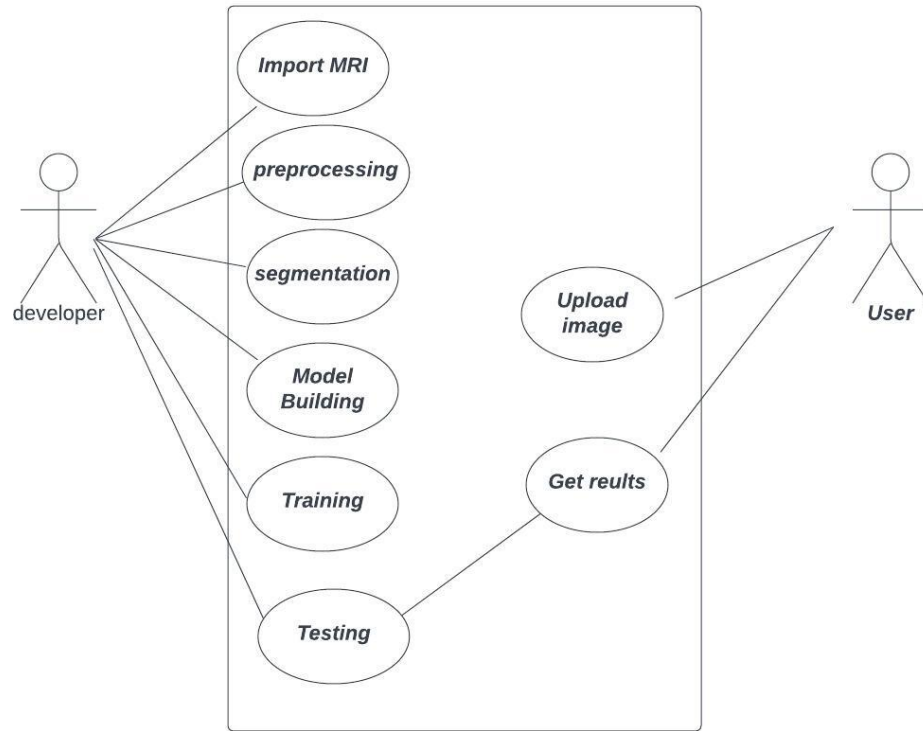 Import MRI
preprocessing
segmentation
developer
Upload
image
User
Model
Building
Get reults
Training
Testing